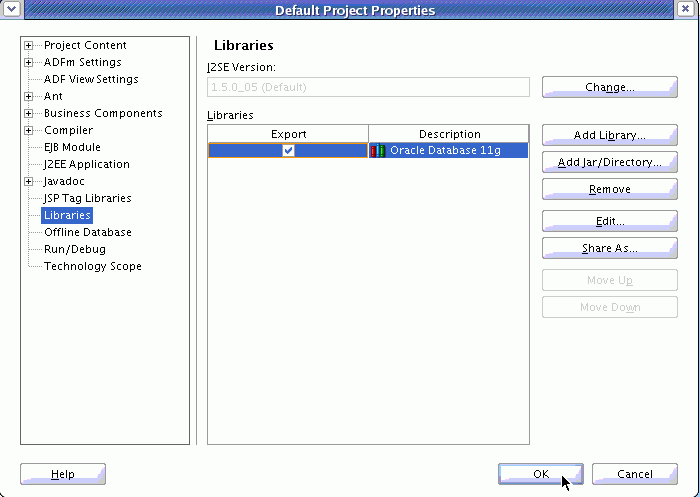 Default Project Properties
Project Content
ADFm Settings
ADF View Settings
Ant
Business Components
Compiler
EJB Module
J2EE Application
Javadoc
JSP Tag Libraries
Libraries
Offline Database
Run/Debug
Technology Scope
Libraries
J2SE Version:
1.5.0_05 (Default)
Change...
Libraries
Export Description
Oracle Database 11g
Add Library...
Add Jar/Directory...
Remove
Edit...
Share As...
Move Up
Move Down
Help
OK
Cancel